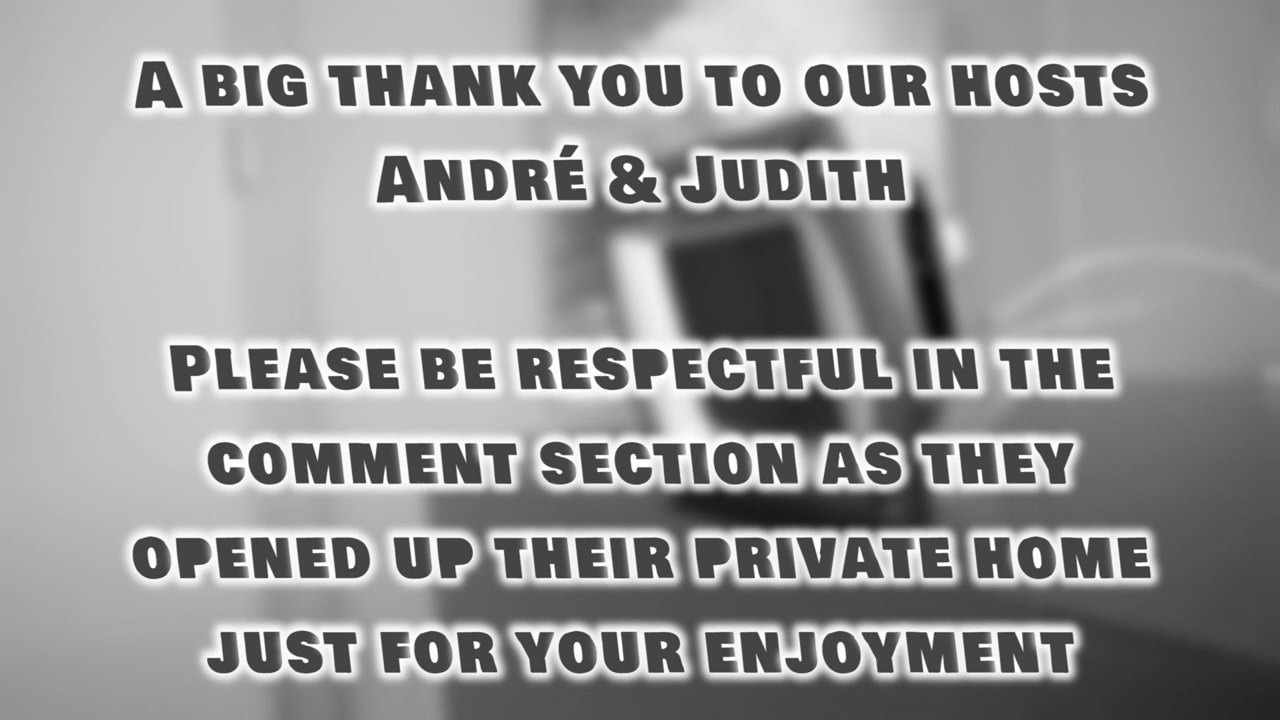 A big thank you to our hosts
André & Judith
Please be respectful in the
comment section as they
opened up their private home
just for your enjoyment